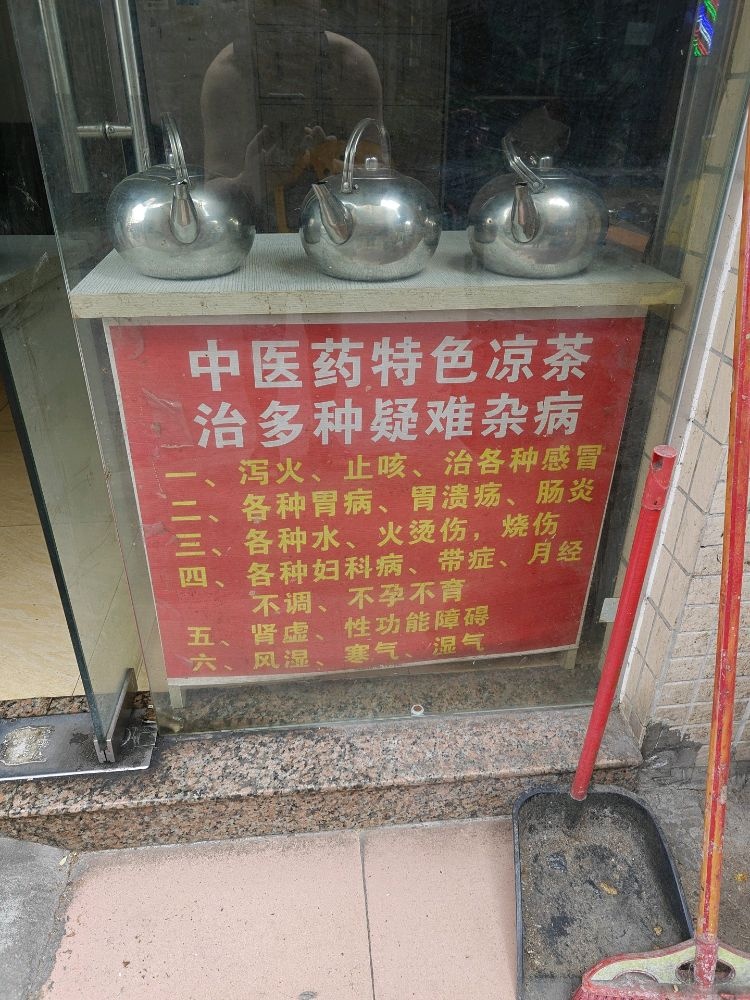 中医药特色凉茶
治多种疑难杂病
一、泻火、止咳、治各种感冒
二、各种胃病、胃溃疡、肠炎
三、各种水、火烫伤，烧伤
四、各种妇科病、带症、月经
不调、不孕不育
五、肾虚、性功能障碍
六、风湿、寒气、湿气